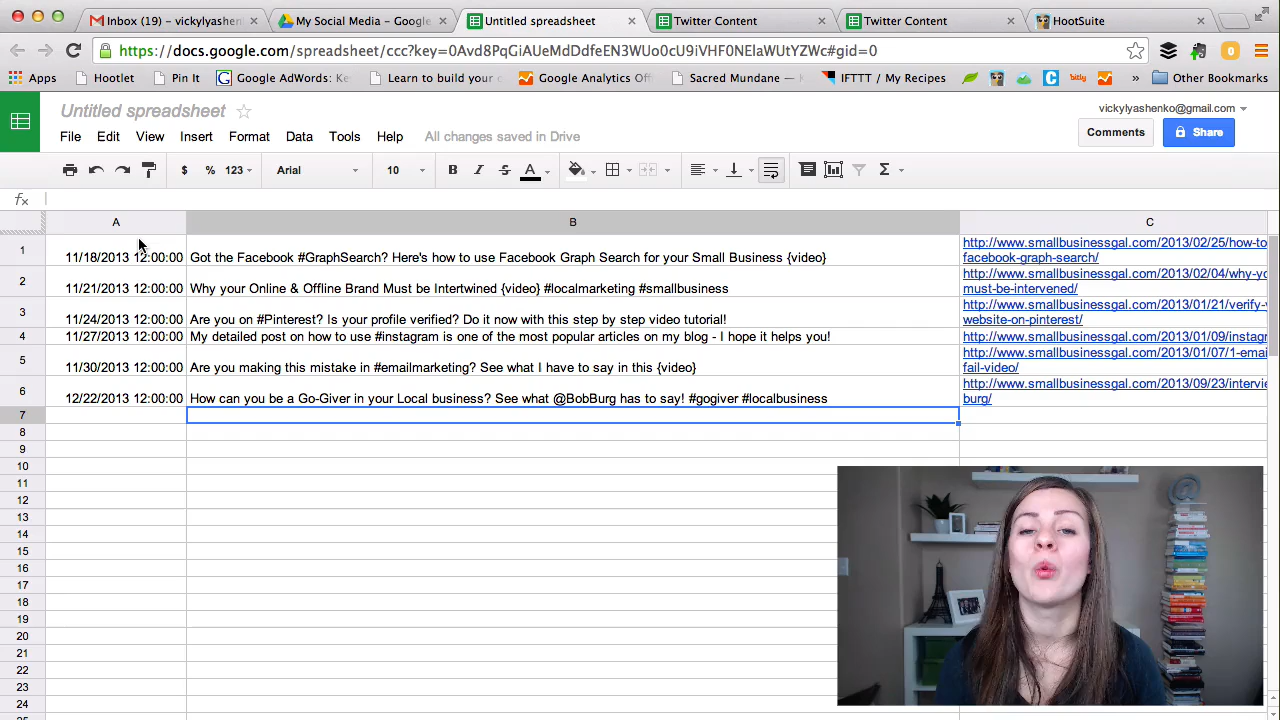 Inbox (19) - vickylyashen
My Social Media - Google
Untitled spreadsheet
Twitter Content
Twitter Content
HootSuite
https://docs.google.com/spreadsheet/ccc?key=0Avd8PqGiAUeMdDdfeEN3WUo0cU9iVHF0NElaWUtYZWc#gid=0
0
Apps
Hootlet
Pin It
Google AdWords: Ke
Learn to build your
Google Analytics Off
Sacred Mundane —
IFTTT / My Recipes
bitly
» Other Bookmarks
Untitled spreadsheet
vickylyashenko@gmail.com
File Edit View Insert Format Data Tools Help All changes saved in Drive
Comments
Share
$ % 123 Arial 10 B I S A Σ
fx
A B C
1 11/18/2013 12:00:00 Got the Facebook #GraphSearch? Here's how to use Facebook Graph Search for your Small Business {video} http://www.smallbusinessgal.com/2013/02/25/how-to
facebook-graph-search/
2 11/21/2013 12:00:00 Why your Online & Offline Brand Must be Intertwined {video} #localmarketing #smallbusiness http://www.smallbusinessgal.com/2013/02/04/why-yo
must-be-intervened/
3 11/24/2013 12:00:00 Are you on #Pinterest? Is your profile verified? Do it now with this step by step video tutorial! http://www.smallbusinessgal.com/2013/01/21/verify-
website-on-pinterest/
4 11/27/2013 12:00:00 My detailed post on how to use #instagram is one of the most popular articles on my blog - I hope it helps you! http://www.smallbusinessgal.com/2013/01/09/instagr
5 11/30/2013 12:00:00 Are you making this mistake in #emailmarketing? See what I have to say in this {video} http://www.smallbusinessgal.com/2013/01/07/1-emai
fail-video/
6 12/22/2013 12:00:00 How can you be a Go-Giver in your Local business? See what @BobBurg has to say! #gogiver #localbusiness http://www.smallbusinessgal.com/2013/09/23/intervie
burg/
7
8
9
10
11
12
13
14
15
16
17
18
19
20
21
22
23
24